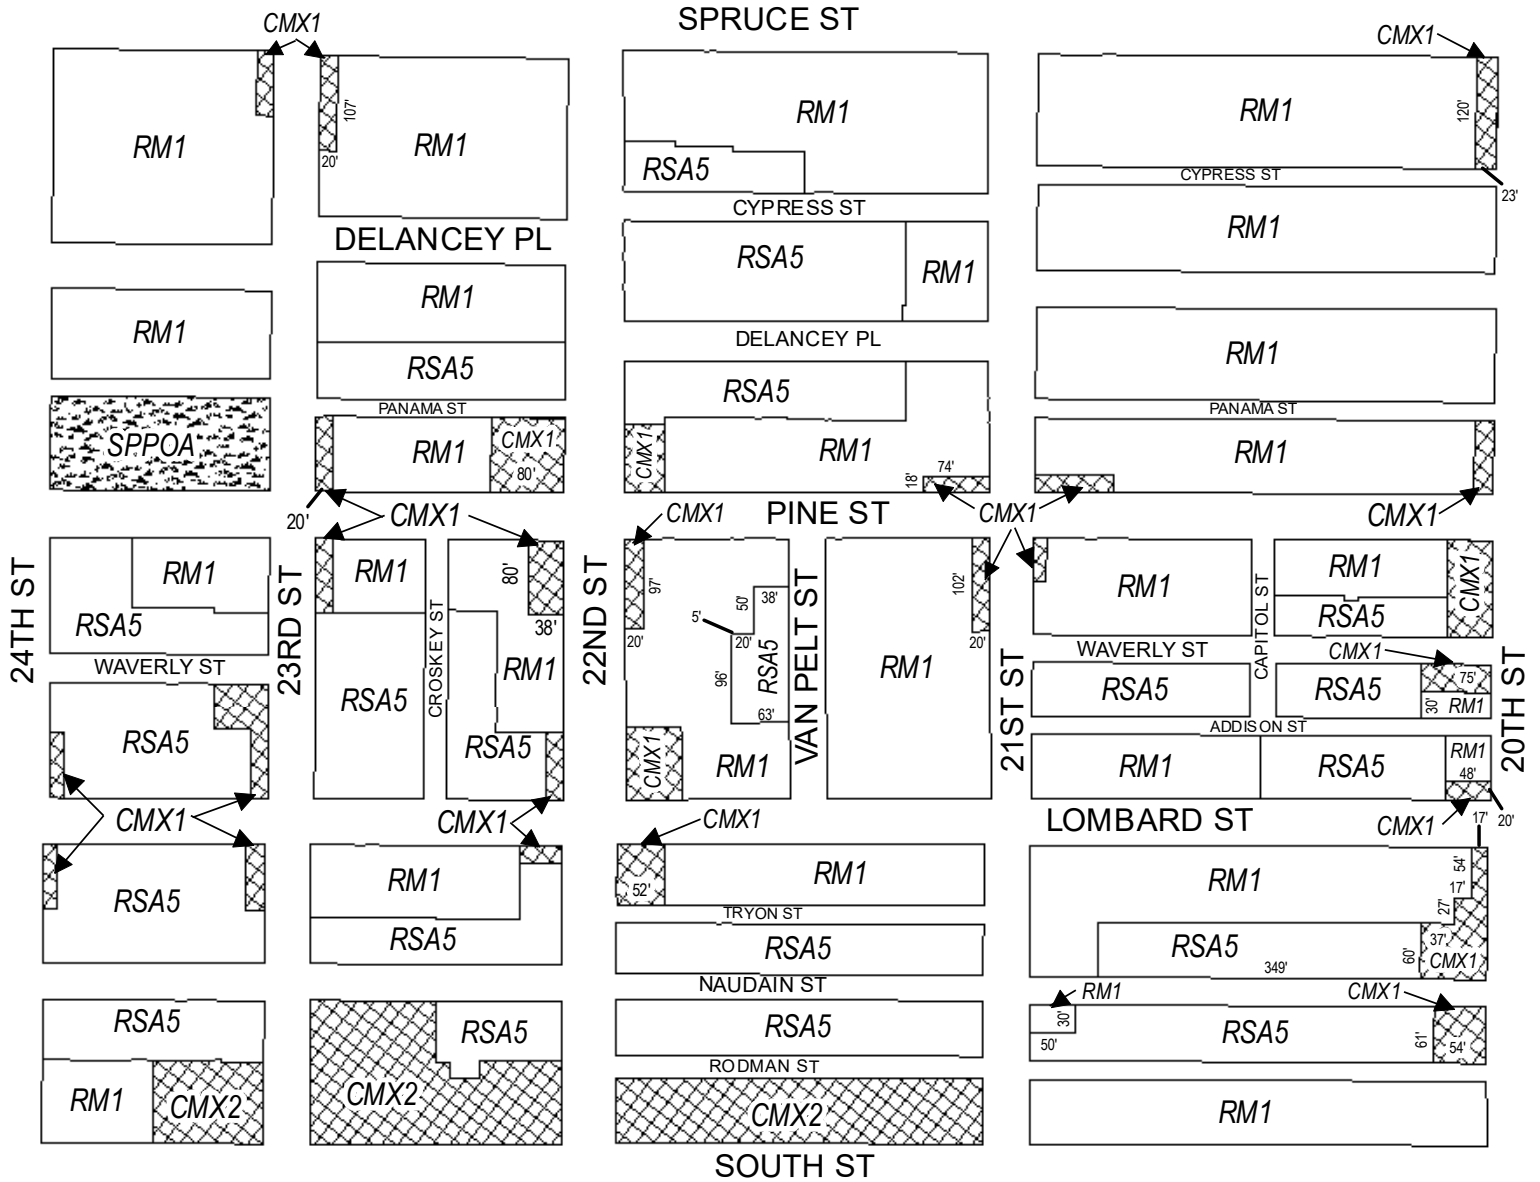 SPRUCE ST
CMX1
CMX1
RM1
107'
20'
RM1
RM1
RSA5
RM1
120'
CYPRESS ST
23'
CYPRESS ST
DELANCEY PL
RM1
RM1
RSA5
RSA5
RM1
RM1
DELANCEY PL
RM1
PANAMA ST
SPPOA
RM1
CMX1
80'
RSA5
CMX1
RM1
74'
18'
PANAMA ST
RM1
20'
CMX1
CMX1
PINE ST
CMX1
CMX1
24TH ST
RM1
RSA5
WAVERLY ST
RSA5
23RD ST
RM1
RSA5
CROSKEY ST
80'
38'
RM1
RSA5
22ND ST
97'
20'
5'
50'
38'
20'
RSA5
96'
63'
CMX1
RM1
VAN PELT ST
RM1
102'
20'
21ST ST
RM1
WAVERLY ST
CAPITOL ST
RM1
RSA5
CMX1
CMX1
RSA5
RSA5
75'
30'
RM1
ADDISON ST
20TH ST
RM1
RSA5
RM1
48'
CMX1
CMX1
CMX1
LOMBARD ST
CMX1
17'
20'
RSA5
RM1
RSA5
52'
RM1
TRYON ST
RSA5
NAUDAIN ST
RM1
54'
17'
27'
RSA5
349'
60'
37'
CMX1
RM1
CMX1
RSA5
RM1
CMX2
RSA5
CMX2
RSA5
RODMAN ST
CMX2
30'
50'
RSA5
61'
54'
RM1
SOUTH ST